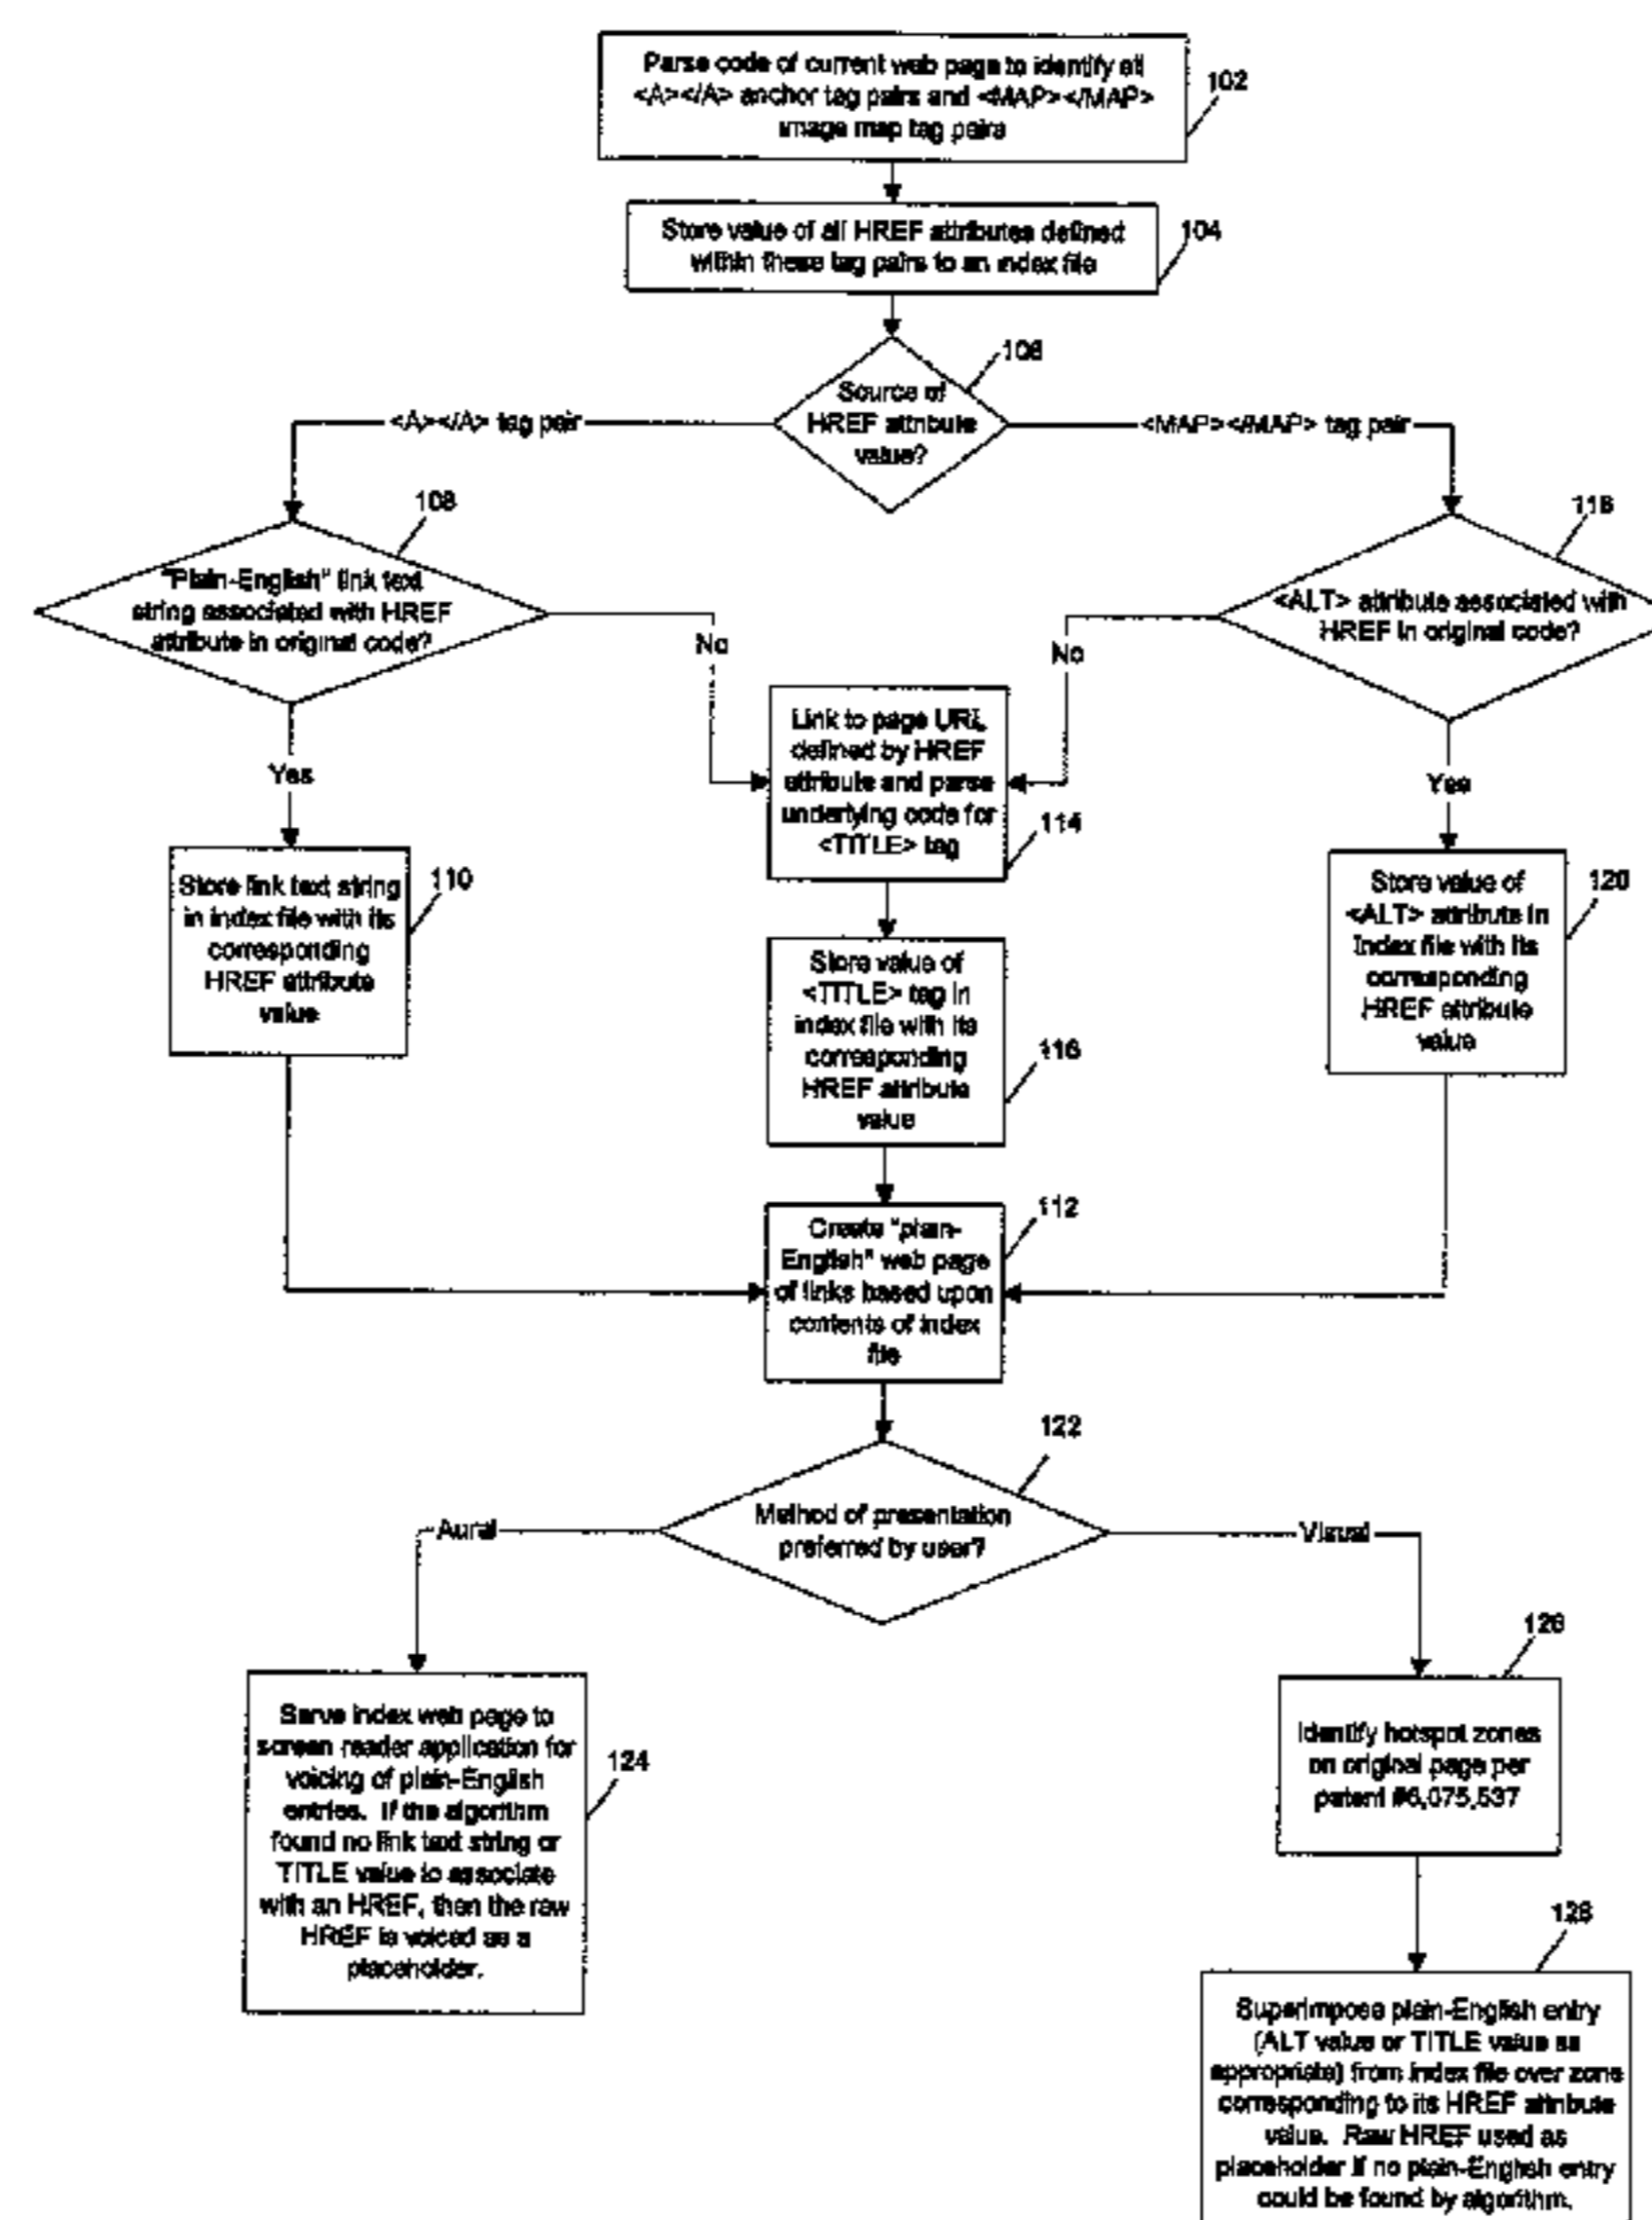 Parse code of current web page to identify all
<A></A> anchor tag pairs and <MAP></MAP>
image map tag pairs
102
Store value of all HREF attributes defined
within these tag pairs to an index file
104
Source of
HREF attribute
value?
106
<A></A> tag pair
<MAP></MAP> tag pair
108
"Plain-English" link text
string associated with HREF
attribute in original code?
118
<ALT> attribute associated with
HREF in original code?
No
No
Yes
Yes
Link to page URL
defined by HREF
attribute and parse
underlying code for
<TITLE> tag
114
Store link text string
in index file with its
corresponding
HREF attribute
value
110
Store value of
<ALT> attribute in
Index file with its
corresponding
HREF attribute
value
120
Store value of
<TITLE> tag in
index file with its
corresponding
HREF attribute
value
116
Create "plain-
English" web page
of links based upon
contents of index
file
112
122
Method of presentation
preferred by user?
Aural
Visual
Serve index web page to
screen reader application for
voicing of plain-English
entries. If the algorithm
found no link text string or
TITLE value to associate
with an HREF, then the raw
HREF is voiced as a
placeholder.
124
126
Identify hotspot zones
on original page per
patent #6,075,537
128
Superimpose plain-English entry
(ALT value or TITLE value as
appropriate) from index file over zone
corresponding to its HREF attribute
value. Raw HREF used as
placeholder if no plain-English entry
could be found by algorithm.